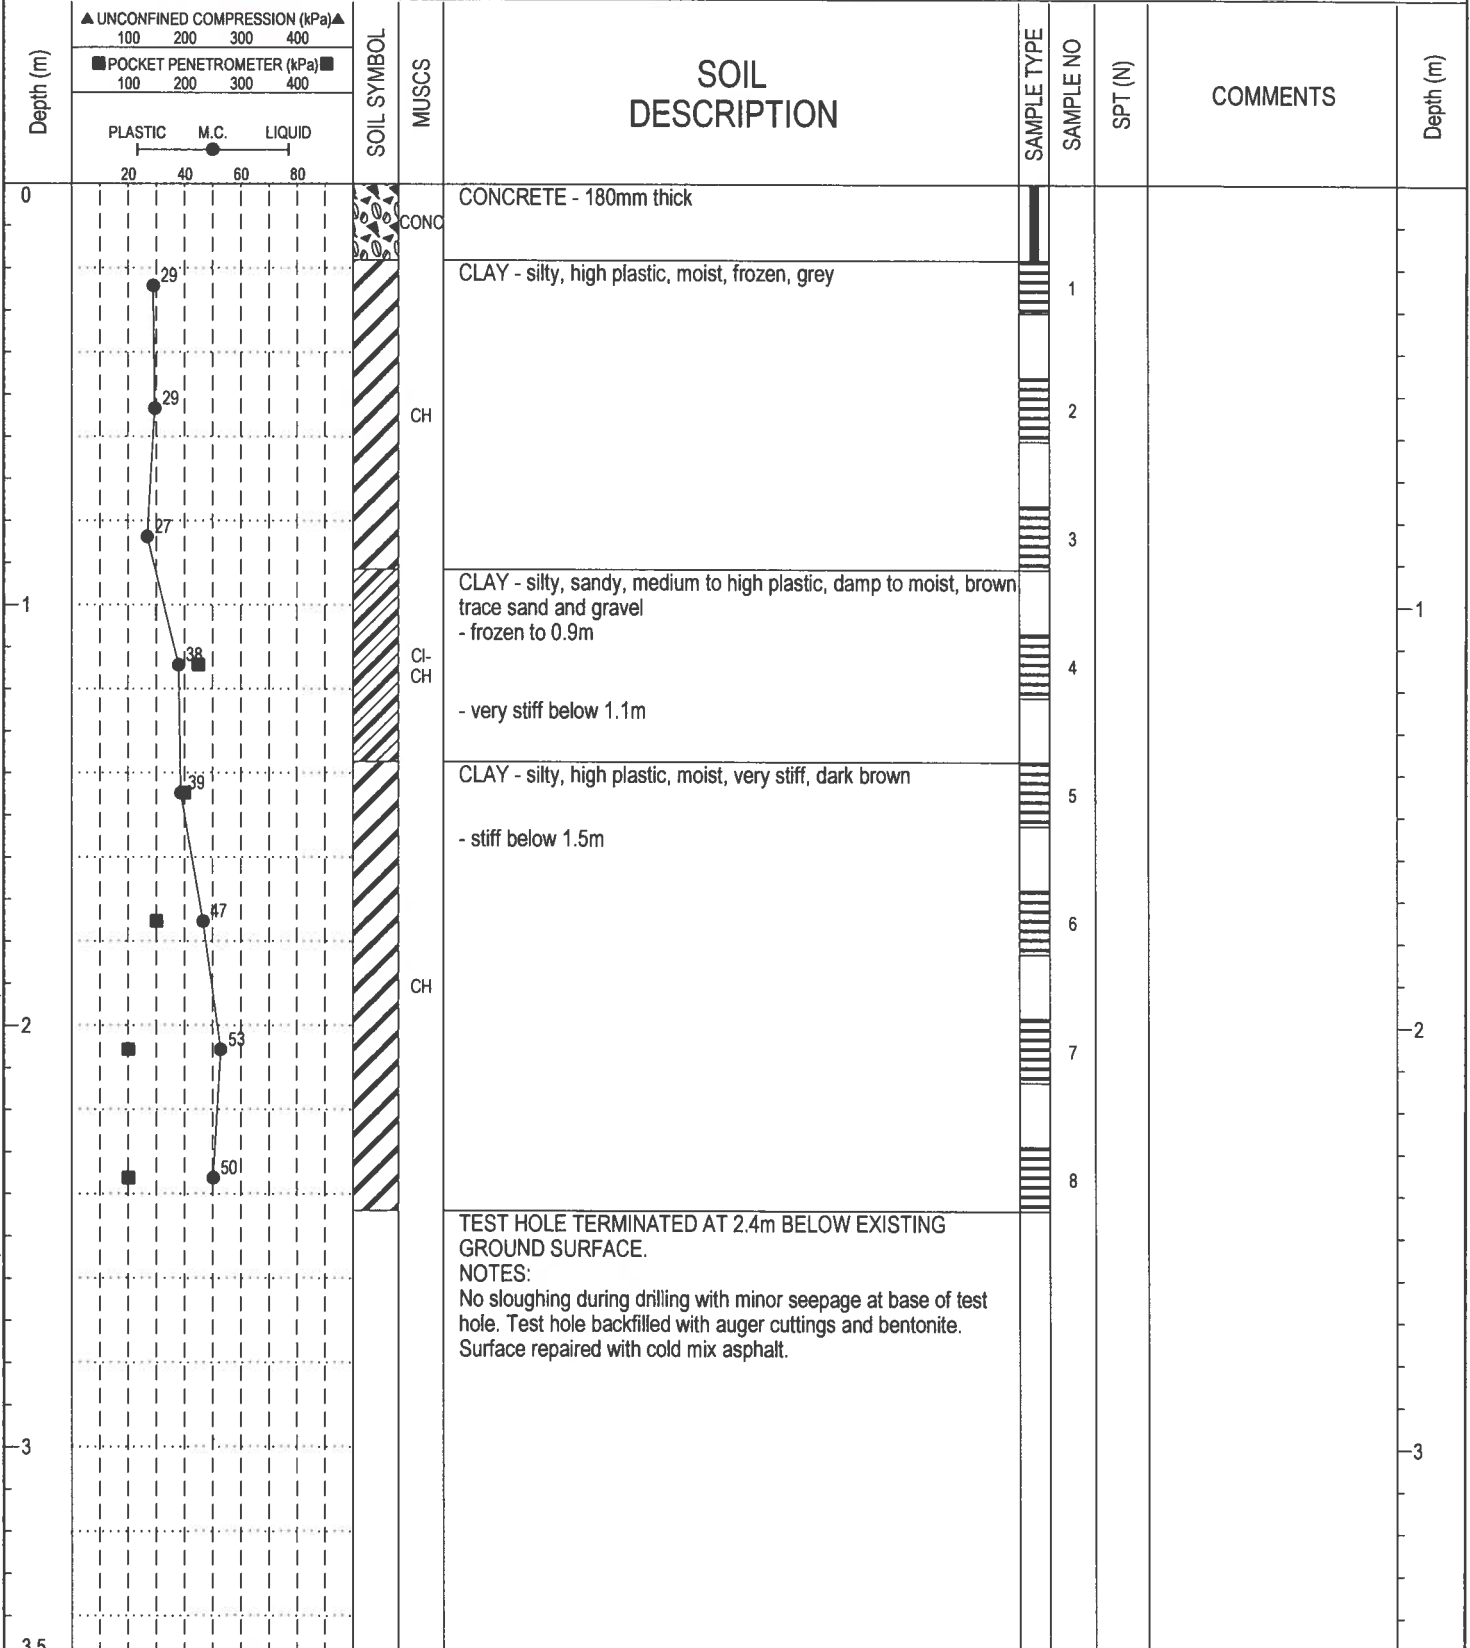 ▲ UNCONFINED COMPRESSION (kPa)▲
100 200 300 400
■ POCKET PENETROMETER (kPa) ■
100 200 300 400
PLASTIC M.C. LIQUID
20 40 60 80
Depth (m)
SOIL SYMBOL
MUSCS
SOIL
DESCRIPTION
SAMPLE TYPE
SAMPLE NO
SPT (N)
COMMENTS
Depth (m)
0
CONC
CONCRETE - 180mm thick
29
CLAY - silty, high plastic, moist, frozen, grey
1
29
CH
2
27
3
CLAY - silty, sandy, medium to high plastic, damp to moist, brown
trace sand and gravel
- frozen to 0.9m
1
1
38
CI-
CH
4
- very stiff below 1.1m
39
CLAY - silty, high plastic, moist, very stiff, dark brown
5
- stiff below 1.5m
47
6
CH
2
2
53
7
50
8
TEST HOLE TERMINATED AT 2.4m BELOW EXISTING
GROUND SURFACE.
NOTES:
No sloughing during drilling with minor seepage at base of test
hole. Test hole backfilled with auger cuttings and bentonite.
Surface repaired with cold mix asphalt.
3
3
3.5